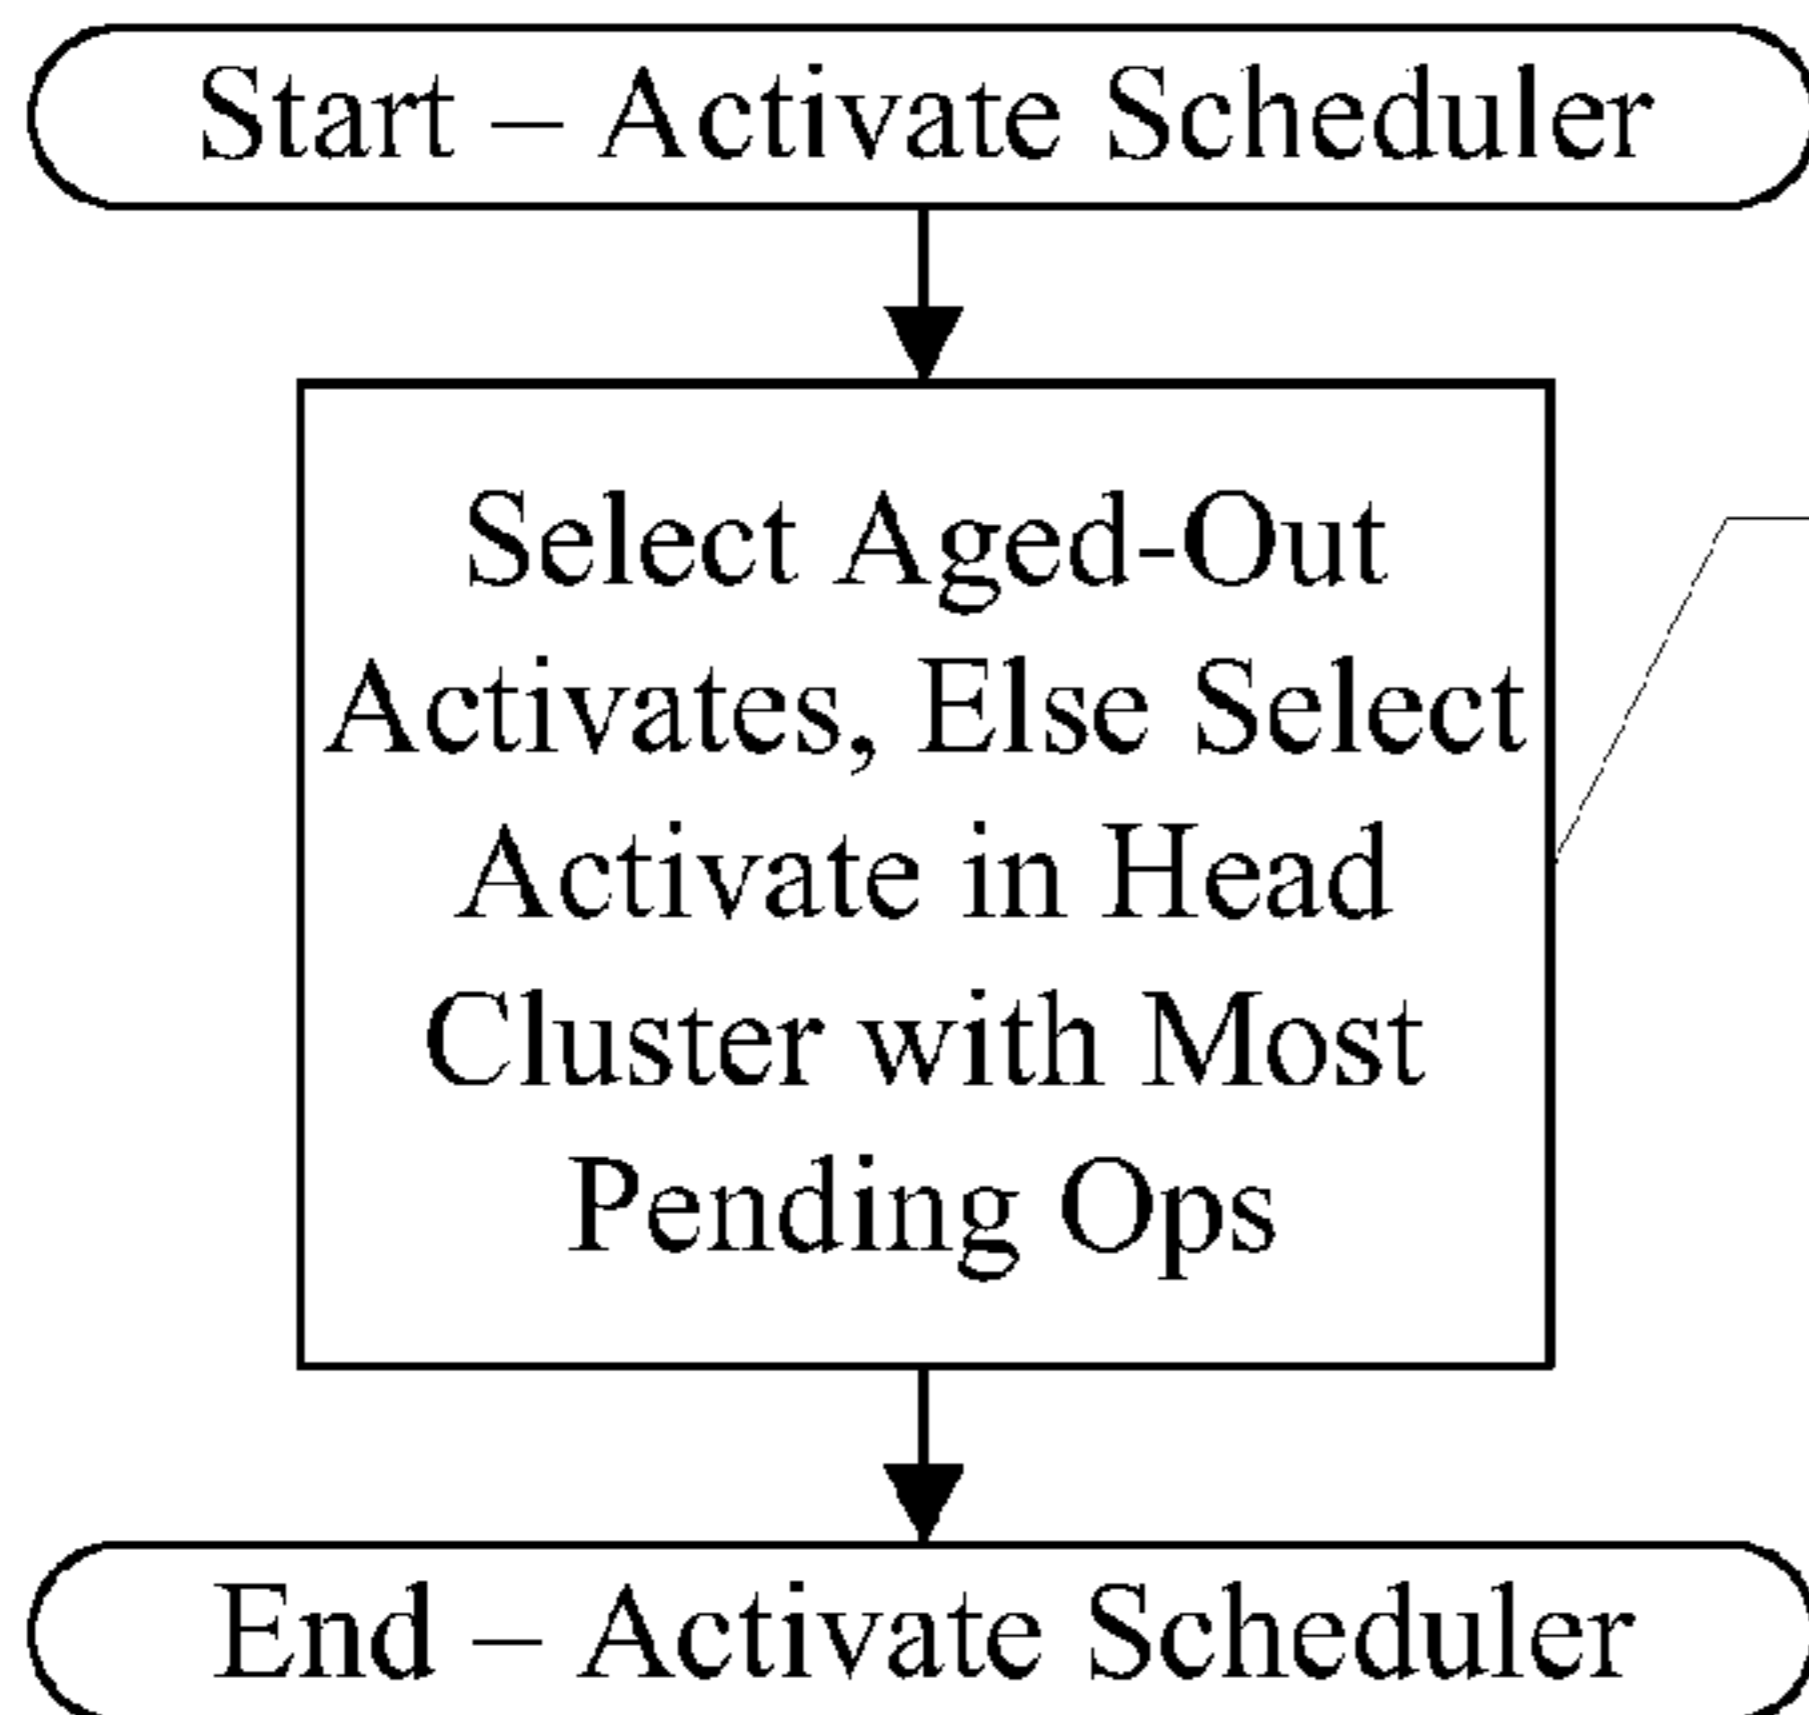 Start – Activate Scheduler
Select Aged-Out
Activates, Else Select
Activate in Head
Cluster with Most
Pending Ops
End – Activate Scheduler